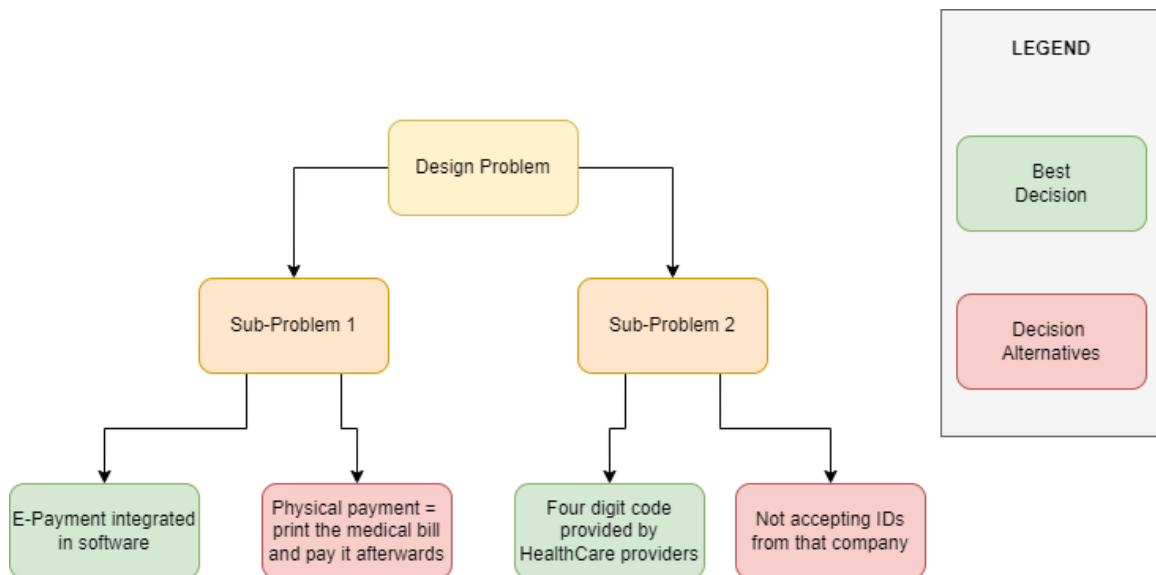 LEGEND
Best
Decision
Decision
Alternatives
Design Problem
Sub-Problem 1
Sub-Problem 2
E-Payment integrated
in software
Physical payment =
print the medical bill
and pay it afterwards
Four digit code
provided by
HealthCare providers
Not accepting IDs
from that company